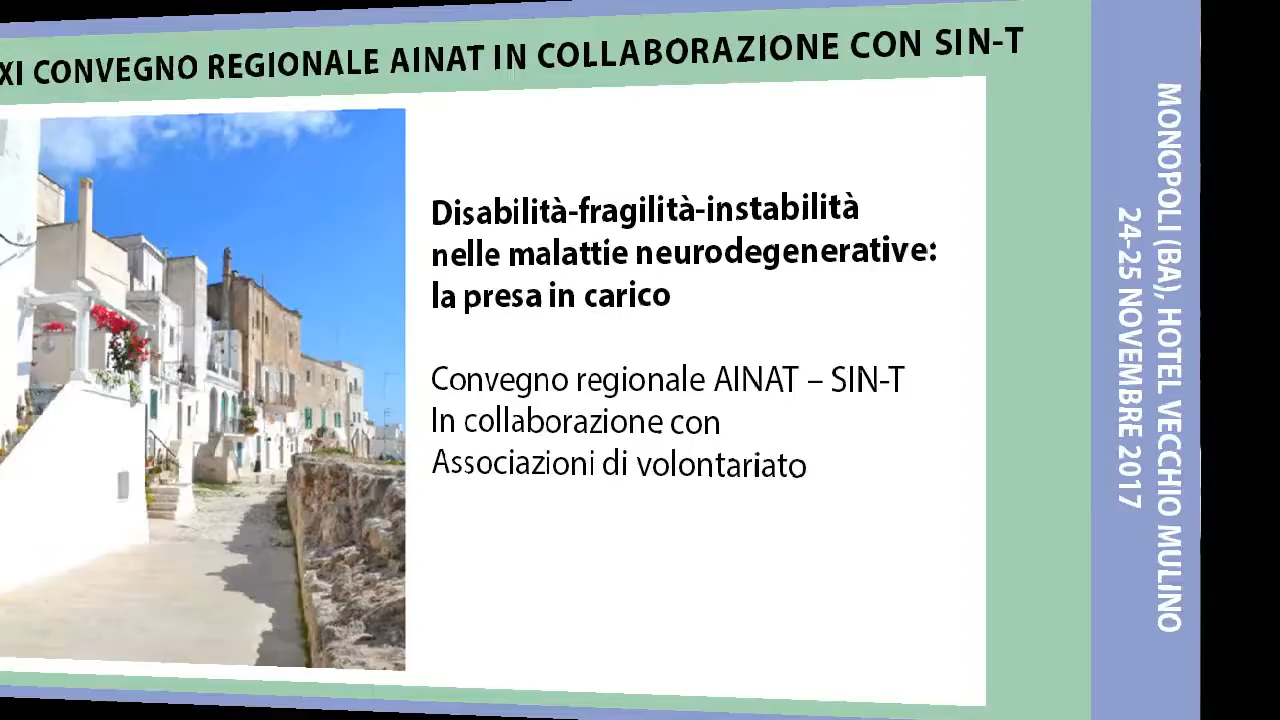 XI CONVEGNO REGIONALE AINAT IN COLLABORAZIONE CON SIN-T
Disabilità-fragilità-instabilità
nelle malattie neurodegenerative:
la presa in carico
Convegno regionale AINAT – SIN-T
In collaborazione con
Associazioni di volontariato
MONOPOLI (BA), HOTEL VECCHIO MULINO
24-25 NOVEMBRE 2017